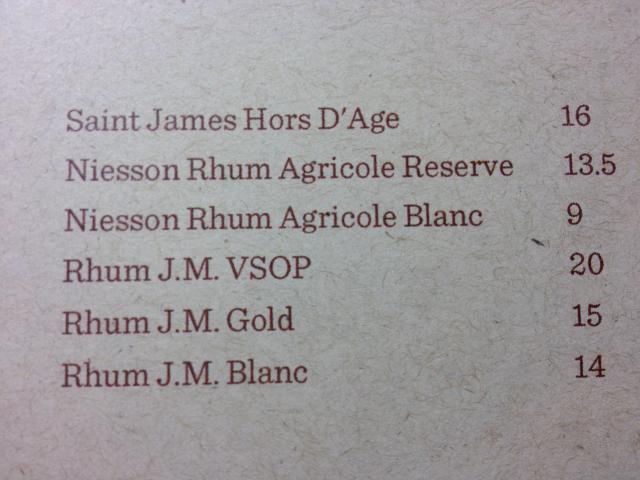 Saint James Hors D'Age 16
Niesson Rhum Agricole Reserve 13.5
Niesson Rhum Agricole Blanc 9
Rhum J.M. VSOP 20
Rhum J.M. Gold 15
Rhum J.M. Blanc 14